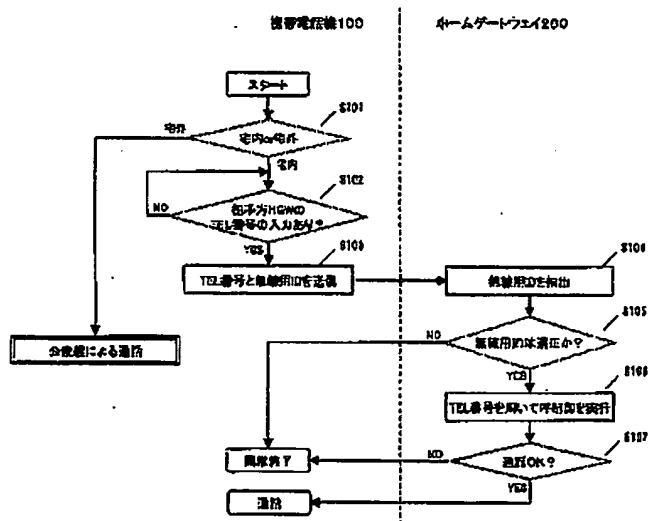 携帯電話機100
ホームゲートウェイ200
スタート
S101
宅内or宅外
宅外
宅内
S102
相手方HGWの
TEL番号の入力あり?
NO
YES
S103
TEL番号と無線用IDを送信
S104
無線用IDを抽出
S105
無線用IDは適正か?
NO
YES
公衆網による通話
S106
TEL番号を用いて呼制御を実行
S107
通話OK?
NO
YES
通話